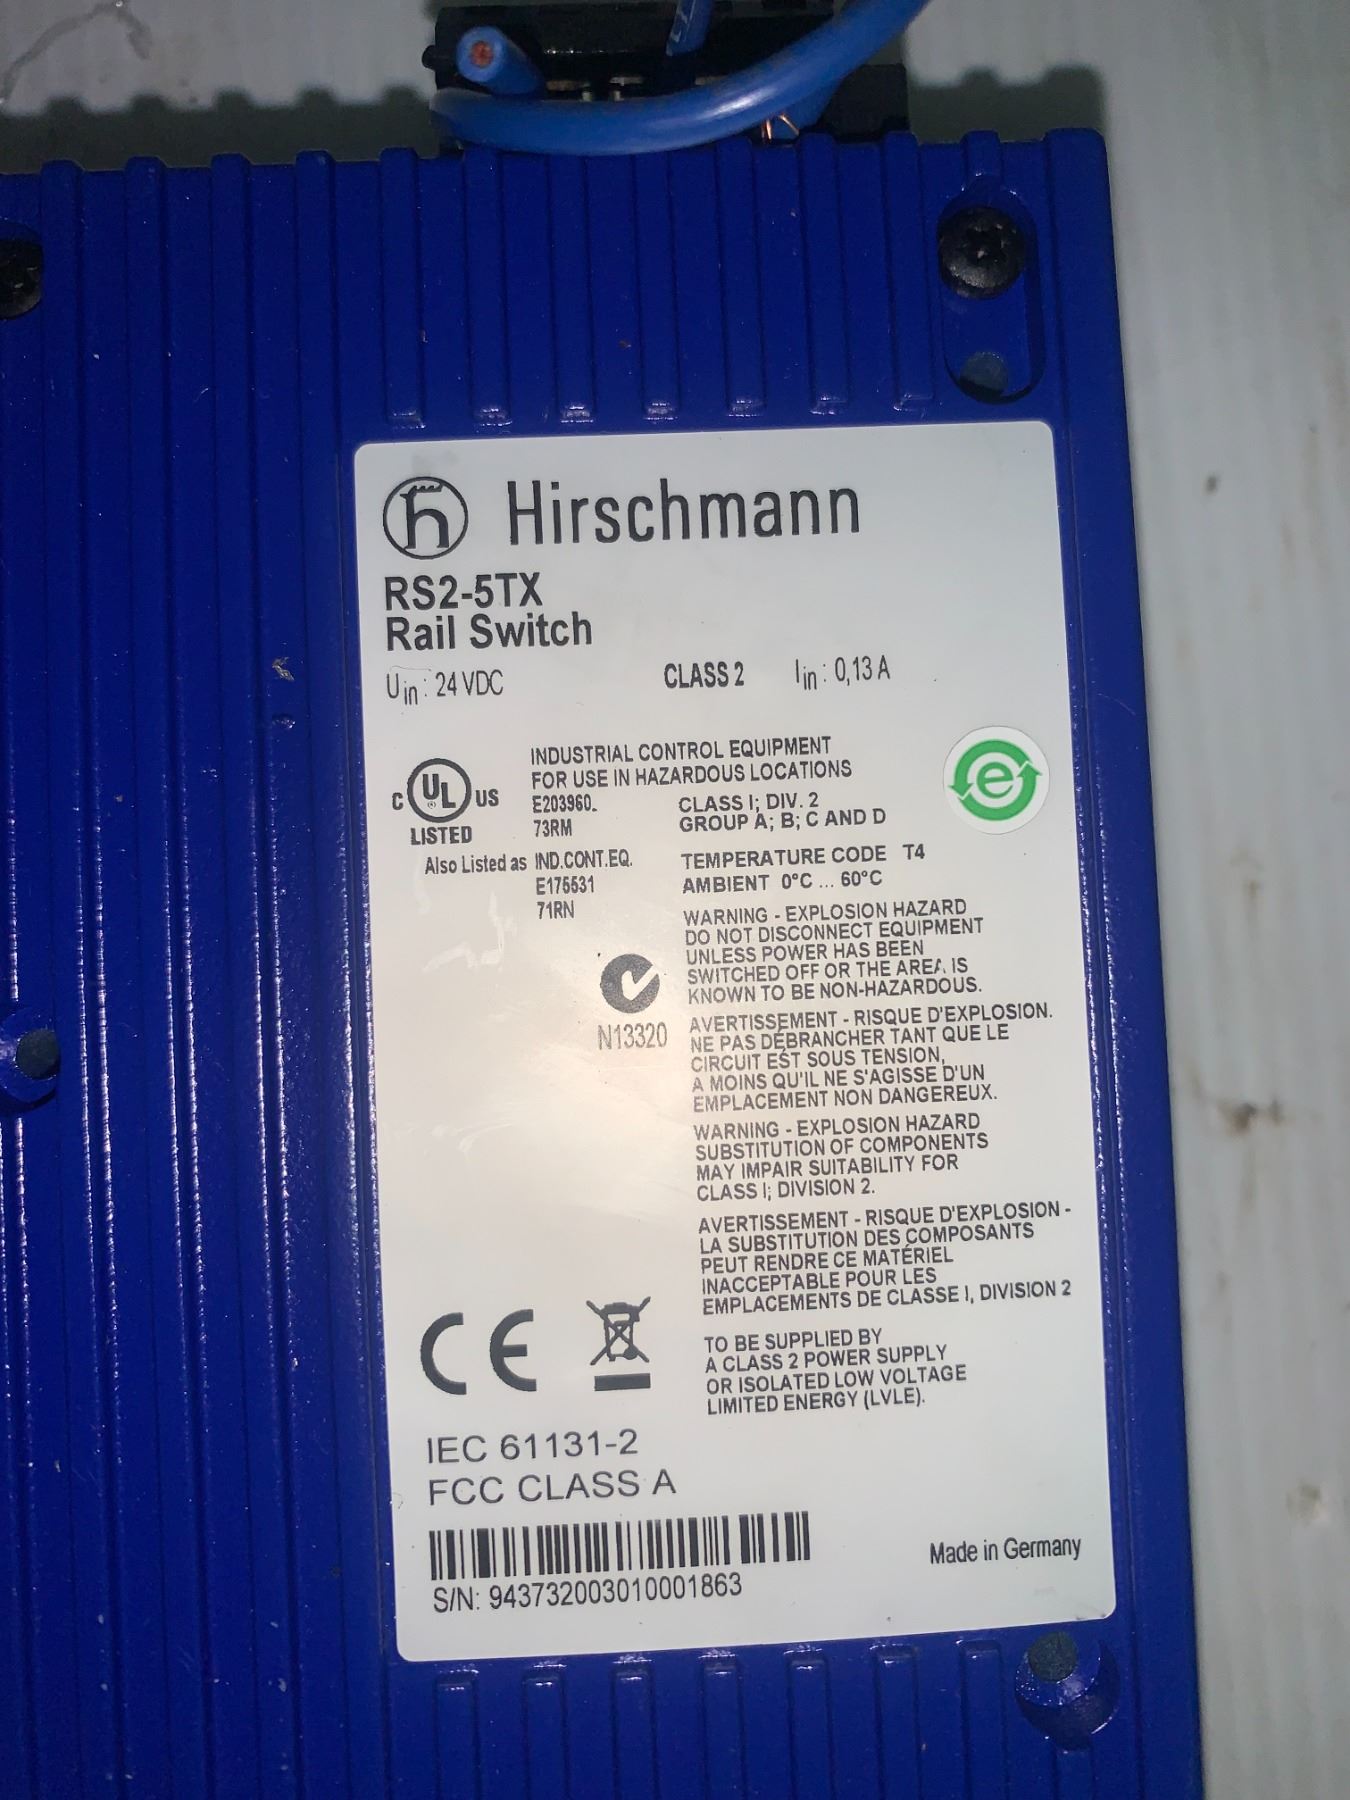 Hirschmann
RS2-5TX
Rail Switch
Uin : 24 VDC CLASS 2 Iin : 0,13 A
INDUSTRIAL CONTROL EQUIPMENT
FOR USE IN HAZARDOUS LOCATIONS
C UL US
LISTED
E203960.
73RM
CLASS I; DIV. 2
GROUP A; B; C AND D
e
Also Listed as IND.CONT.EQ.
E175531
71RN
TEMPERATURE CODE T4
AMBIENT 0°C ... 60°C
WARNING - EXPLOSION HAZARD
DO NOT DISCONNECT EQUIPMENT
UNLESS POWER HAS BEEN
SWITCHED OFF OR THE AREA IS
KNOWN TO BE NON-HAZARDOUS.
N13320
AVERTISSEMENT - RISQUE D'EXPLOSION.
NE PAS DÉBRANCHER TANT QUE LE
CIRCUIT EST SOUS TENSION,
A MOINS QU'IL NE S'AGISSE D'UN
EMPLACEMENT NON DANGEREUX.
WARNING - EXPLOSION HAZARD
SUBSTITUTION OF COMPONENTS
MAY IMPAIR SUITABILITY FOR
CLASS I; DIVISION 2.
AVERTISSEMENT - RISQUE D'EXPLOSION -
LA SUBSTITUTION DES COMPOSANTS
PEUT RENDRE CE MATÉRIEL
INACCEPTABLE POUR LES
EMPLACEMENTS DE CLASSE I, DIVISION 2
CE
TO BE SUPPLIED BY
A CLASS 2 POWER SUPPLY
OR ISOLATED LOW VOLTAGE
LIMITED ENERGY (LVLE).
IEC 61131-2
FCC CLASS A
S/N: 943732003010001863
Made in Germany